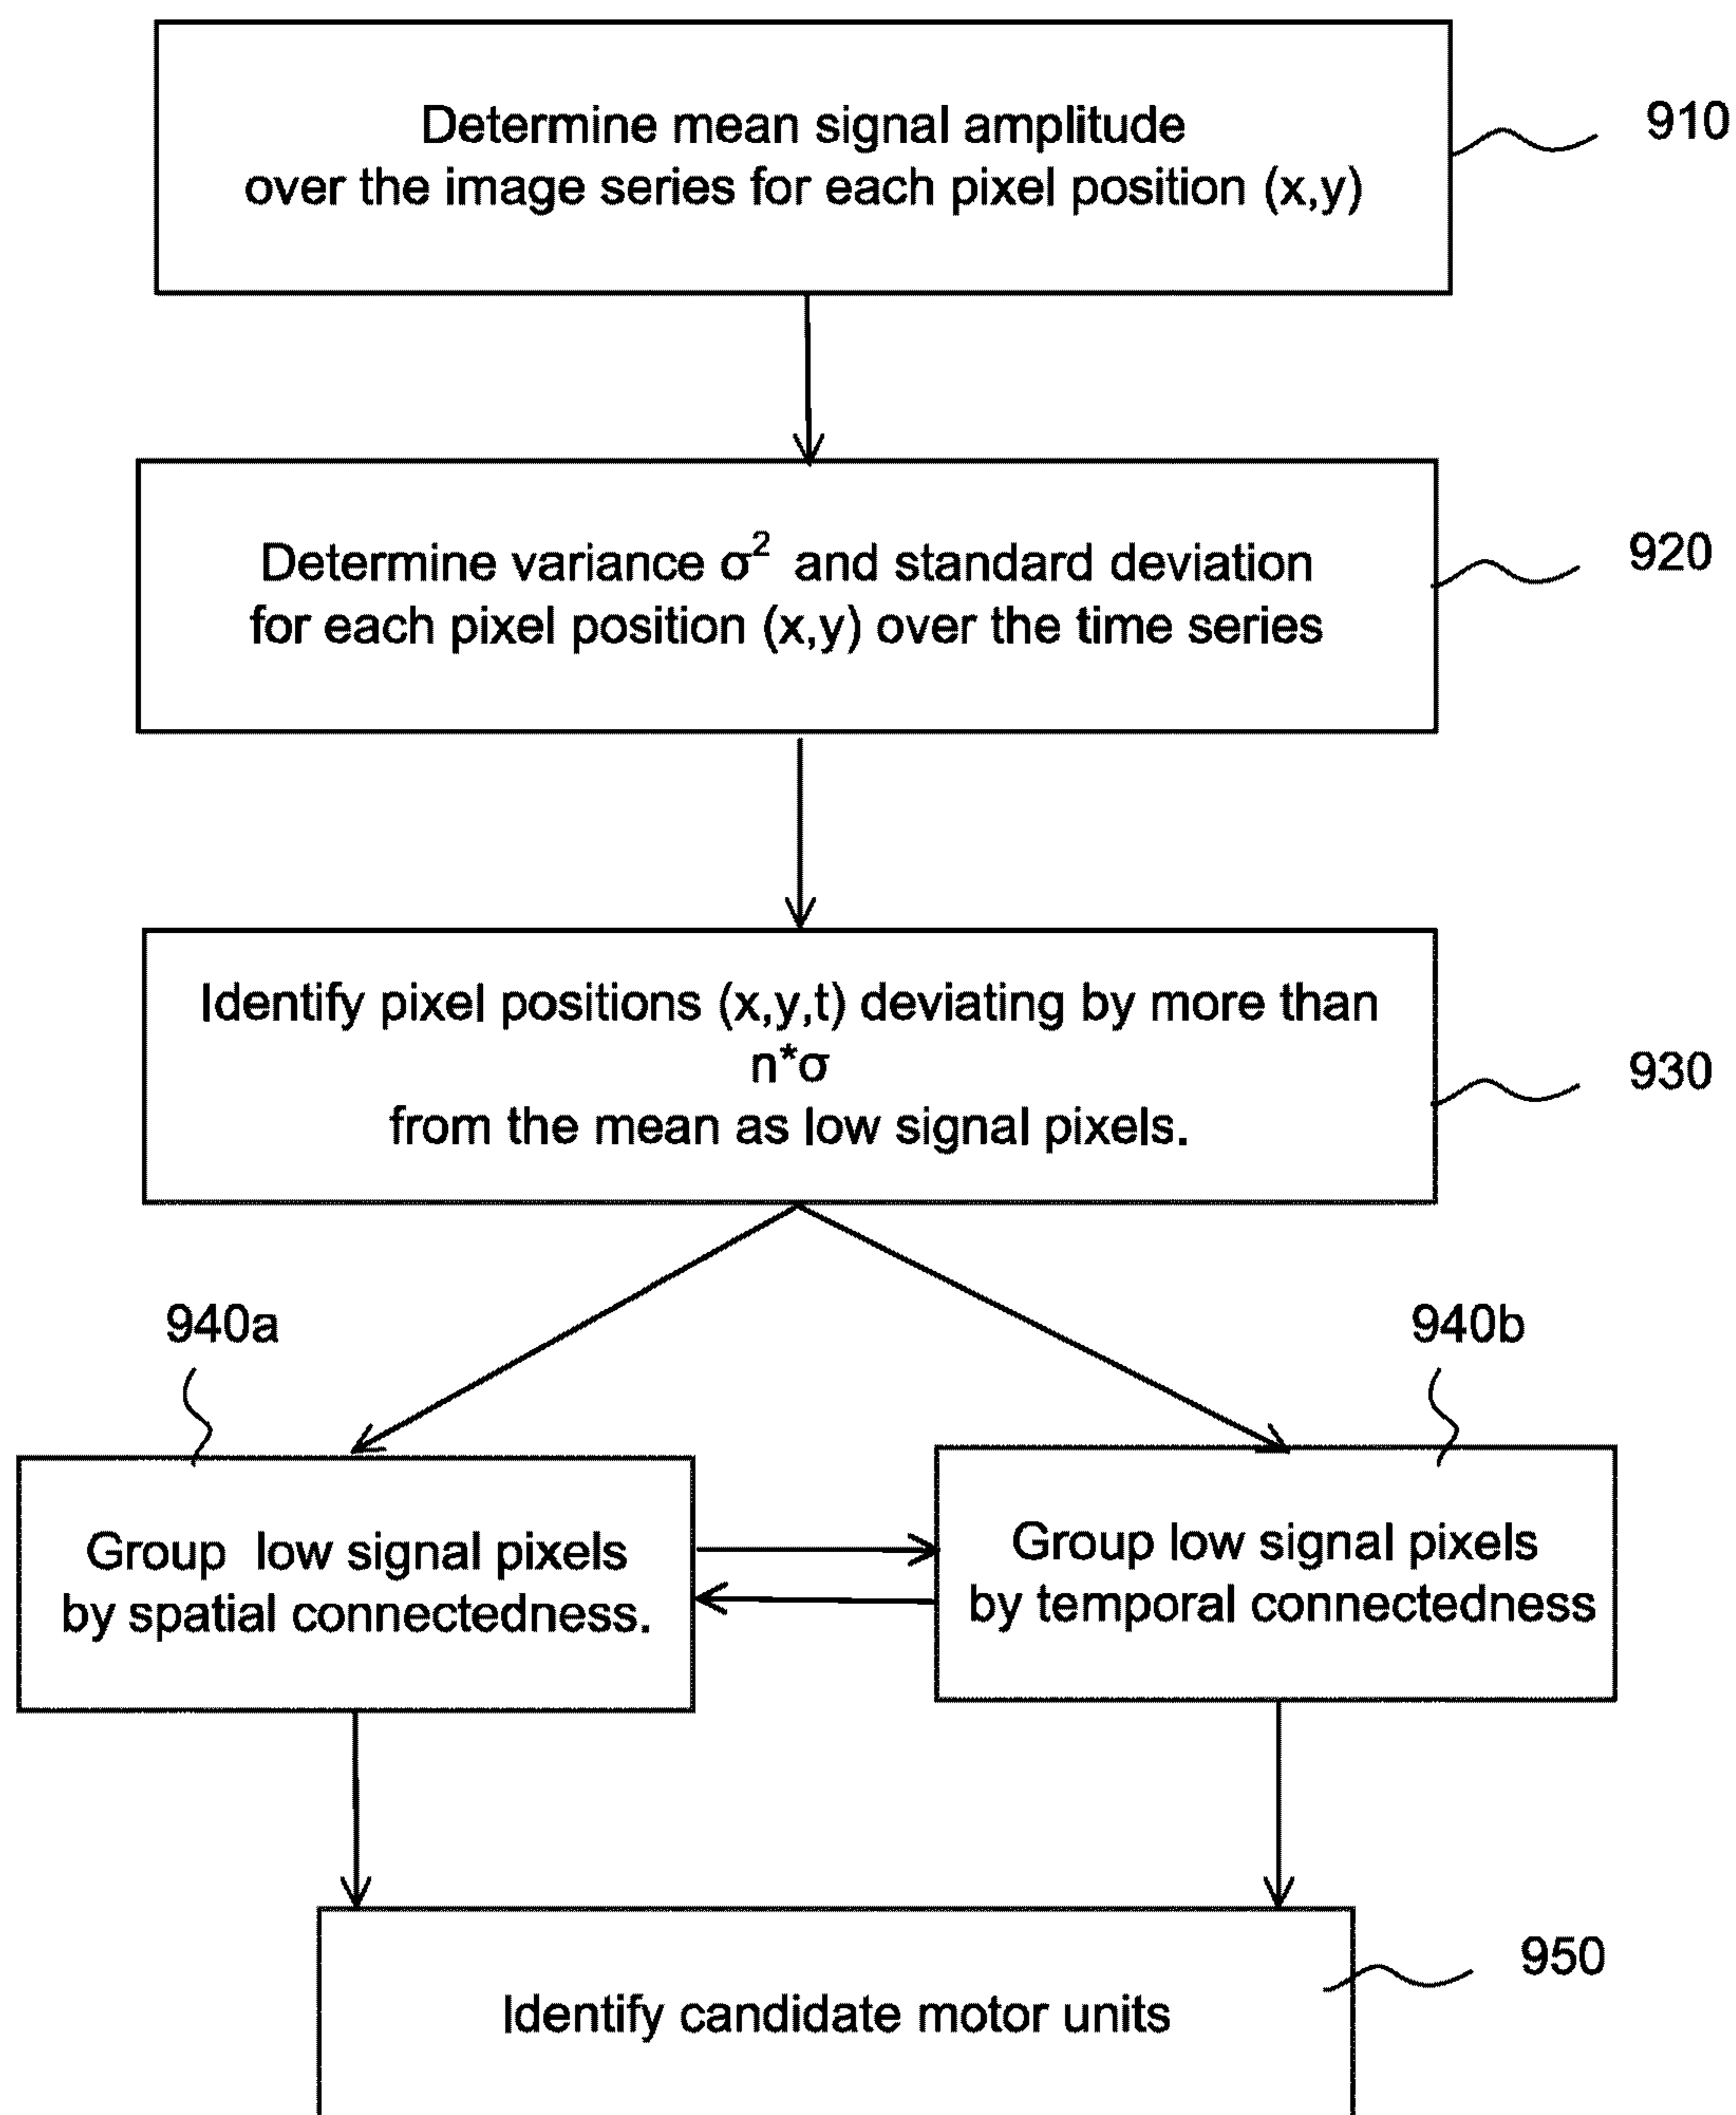 Determine mean signal amplitude
over the image series for each pixel position (x,y)
910
Determine variance σ² and standard deviation
for each pixel position (x,y) over the time series
920
Identify pixel positions (x,y,t) deviating by more than
n*σ
from the mean as low signal pixels.
930
940a
940b
Group low signal pixels
by spatial connectedness.
Group low signal pixels
by temporal connectedness
Identify candidate motor units
950